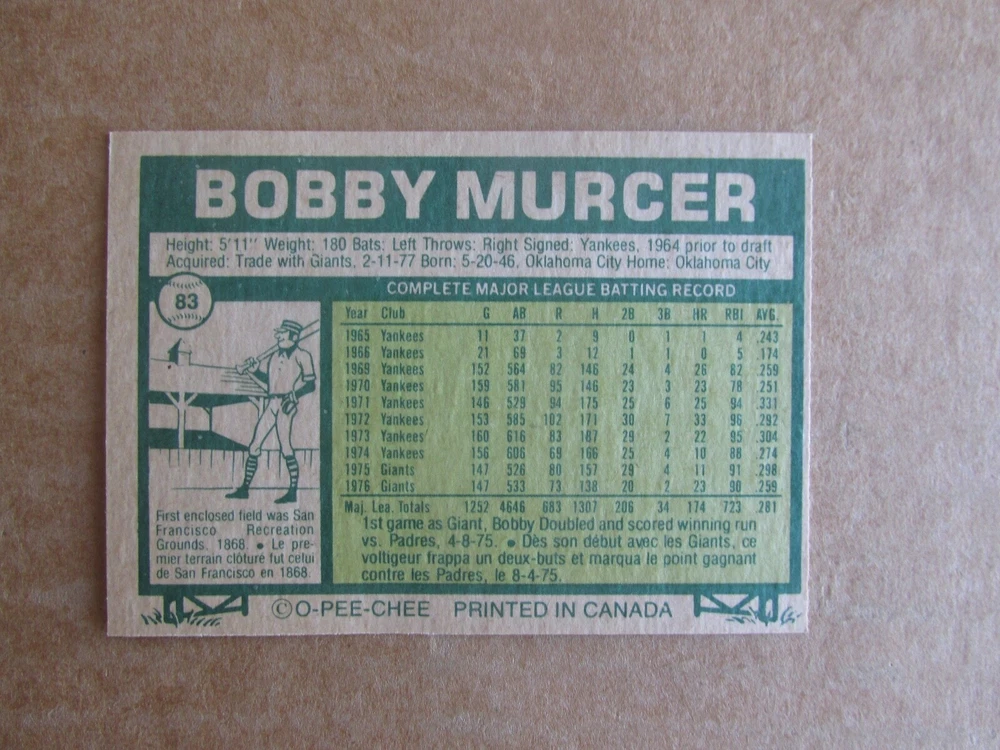 BOBBY MURCER
Height: 5'11" Weight: 180 Bats: Left Throws: Right Signed: Yankees, 1964 prior to draft
Acquired: Trade with Giants, 2-11-77 Born: 5-20-46, Oklahoma City Home: Oklahoma City
83
COMPLETE MAJOR LEAGUE BATTING RECORD
Year Club G AB R H 2B 3B HR RBI AVG.
1965 Yankees 11 37 2 9 0 1 1 4 .243
1966 Yankees 21 69 3 12 1 1 0 5 .174
1969 Yankees 152 564 82 146 24 4 26 82 .259
1970 Yankees 159 581 95 146 23 3 23 78 .251
1971 Yankees 146 529 94 175 25 6 25 94 .331
1972 Yankees 153 585 102 171 30 7 33 96 .292
1973 Yankees 160 616 83 187 29 2 22 95 .304
1974 Yankees 156 606 69 166 25 4 10 88 .274
1975 Giants 147 526 80 157 29 4 11 91 .298
1976 Giants 147 533 73 138 20 2 23 90 .259
Maj. Lea. Totals 1252 4646 683 1307 206 34 174 723 .281
1st game as Giant, Bobby Doubled and scored winning run
vs. Padres, 4-8-75. • Dès son début avec les Giants, ce
voltigeur frappa un deux-buts et marqua le point gagnant
contre les Padres, le 8-4-75.
First enclosed field was San
Francisco Recreation
Grounds. 1868. • Le pre-
mier terrain clôturé fut celui
de San Francisco en 1868.
©O-PEE-CHEE PRINTED IN CANADA